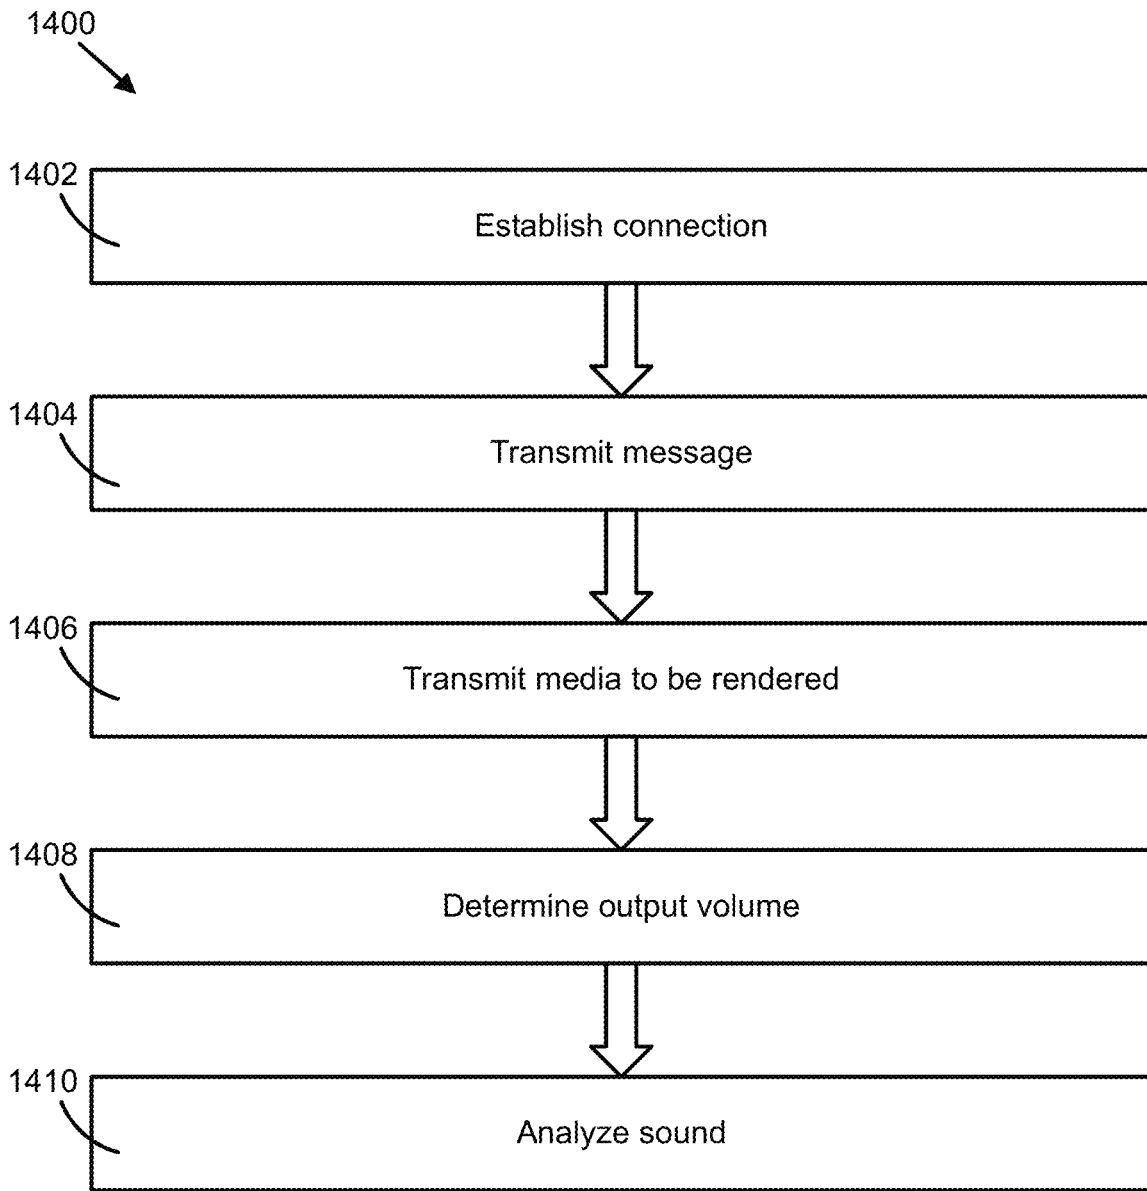 1400
1402
Establish connection
1404
Transmit message
1406
Transmit media to be rendered
1408
Determine output volume
1410
Analyze sound